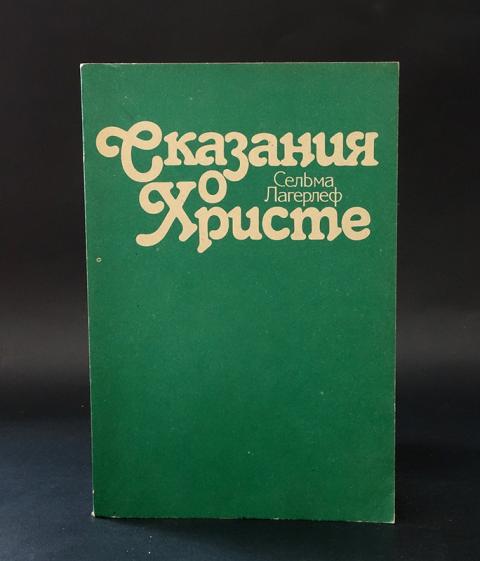 Сказания
о
Сельма
Лагерлеф
Христе